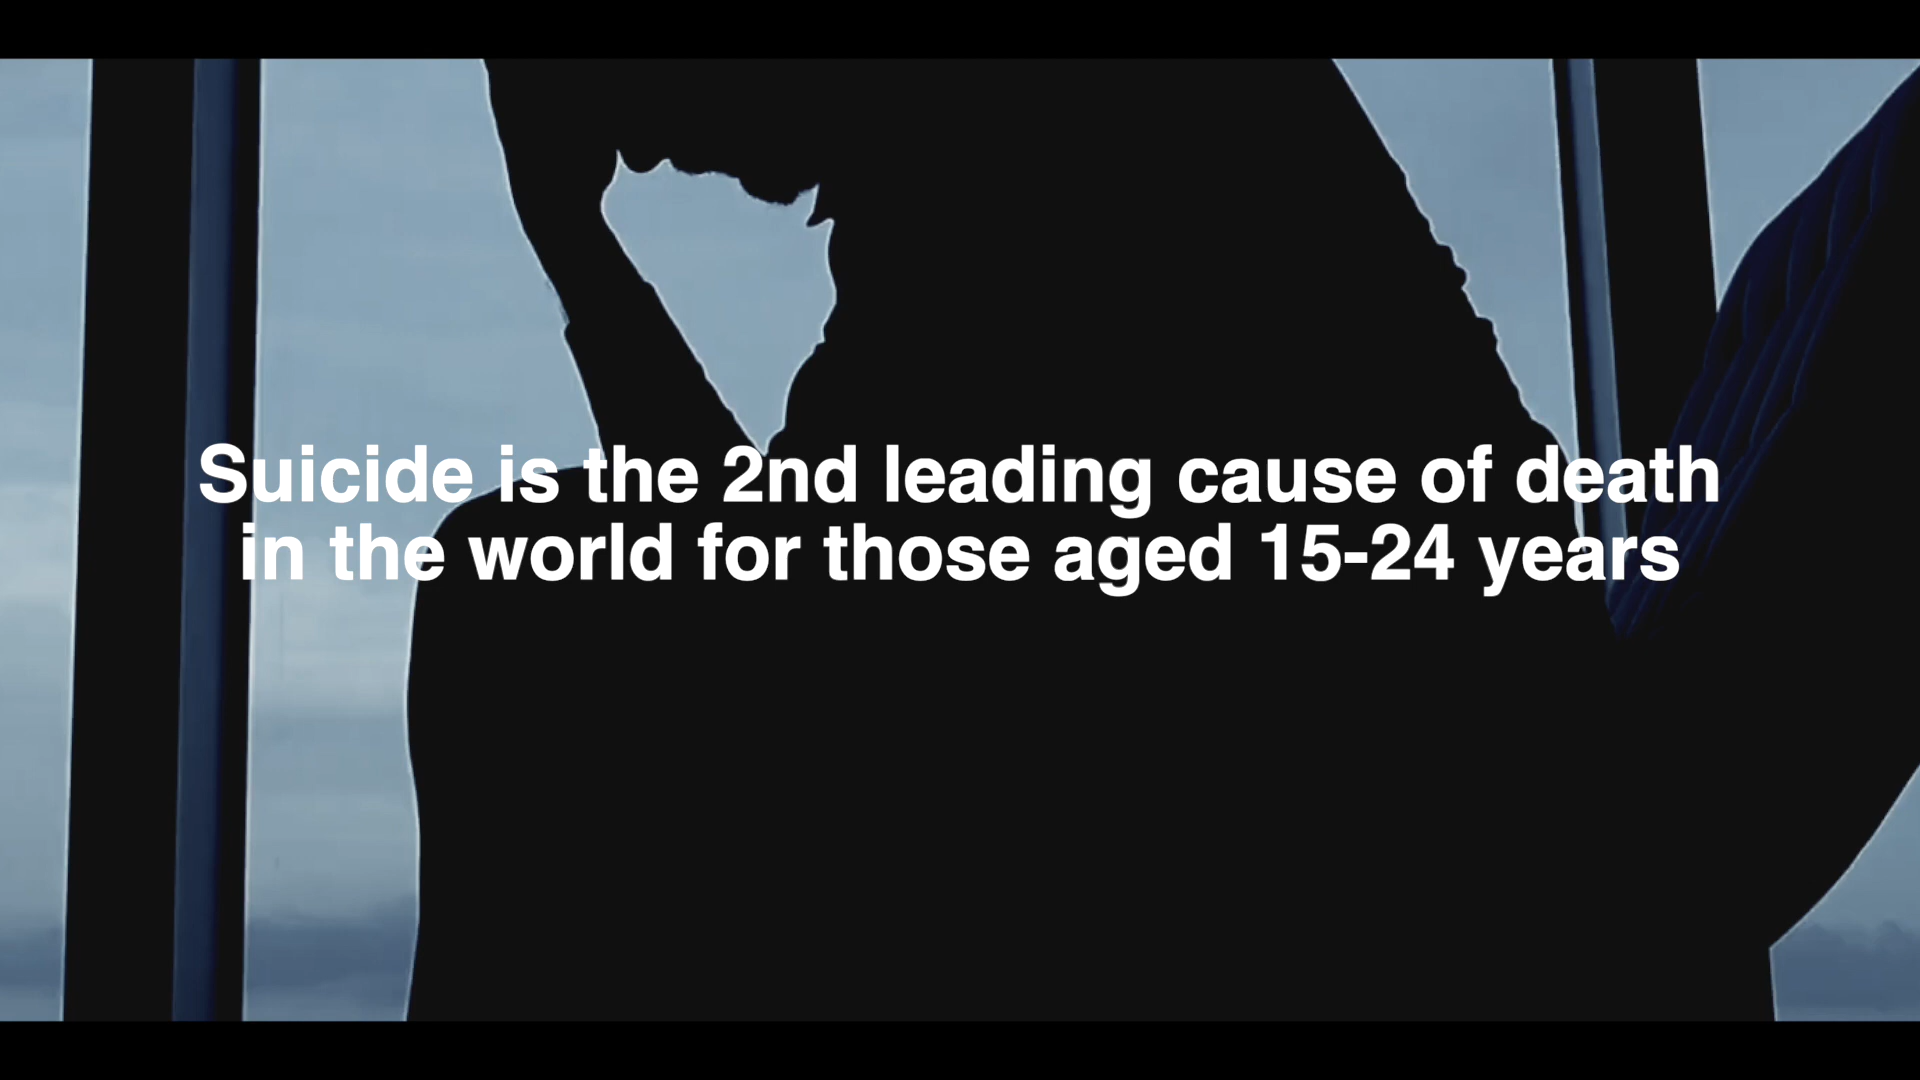 Suicide is the 2nd leading cause of death
in the world for those aged 15-24 years